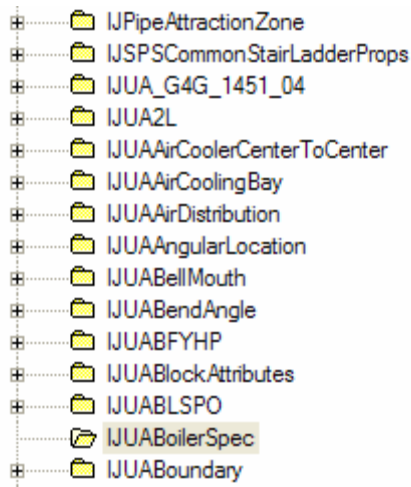 IJPipeAttractionZone
IJSPSCommonStairLadderProps
IJUA_G4G_1451_04
IJUA2L
IJUAAirCoolerCenterToCenter
IJUAAirCoolingBay
IJUAAirDistribution
IJUAAngularLocation
IJUABellMouth
IJUABendAngle
IJUABFYHP
IJUABlockAttributes
IJUABLSPO
IJUABoilerSpec
IJUABoundary